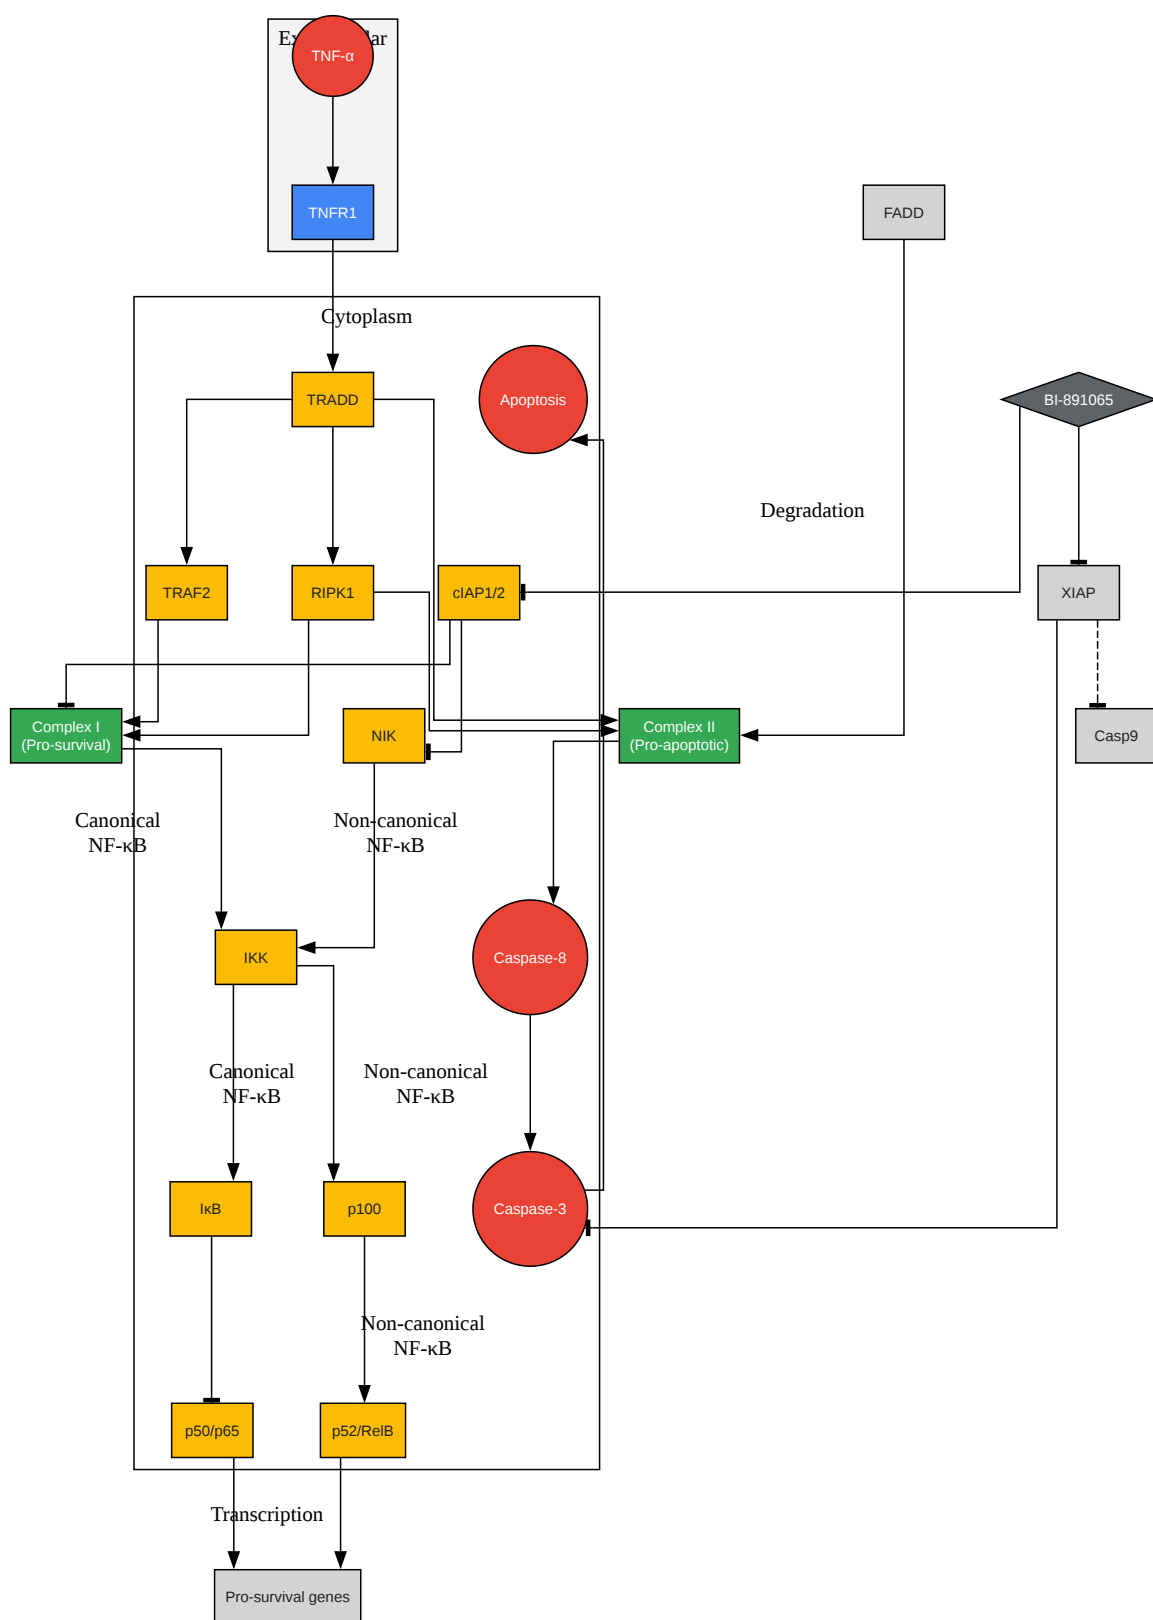 TNF-α
TNFR1
FADD
Cytoplasm
TRADD
Apoptosis
BI-891065
Degradation
TRAF2
RIPK1
cIAP1/2
XIAP
Complex I
(Pro-survival)
NIK
Complex II
(Pro-apoptotic)
Casp9
Canonical
NF-κB
Non-canonical
NF-κB
IKK
Caspase-8
Canonical
NF-κB
Non-canonical
NF-κB
IκB
p100
Caspase-3
Non-canonical
NF-κB
p50/p65
p52/RelB
Transcription
Pro-survival genes